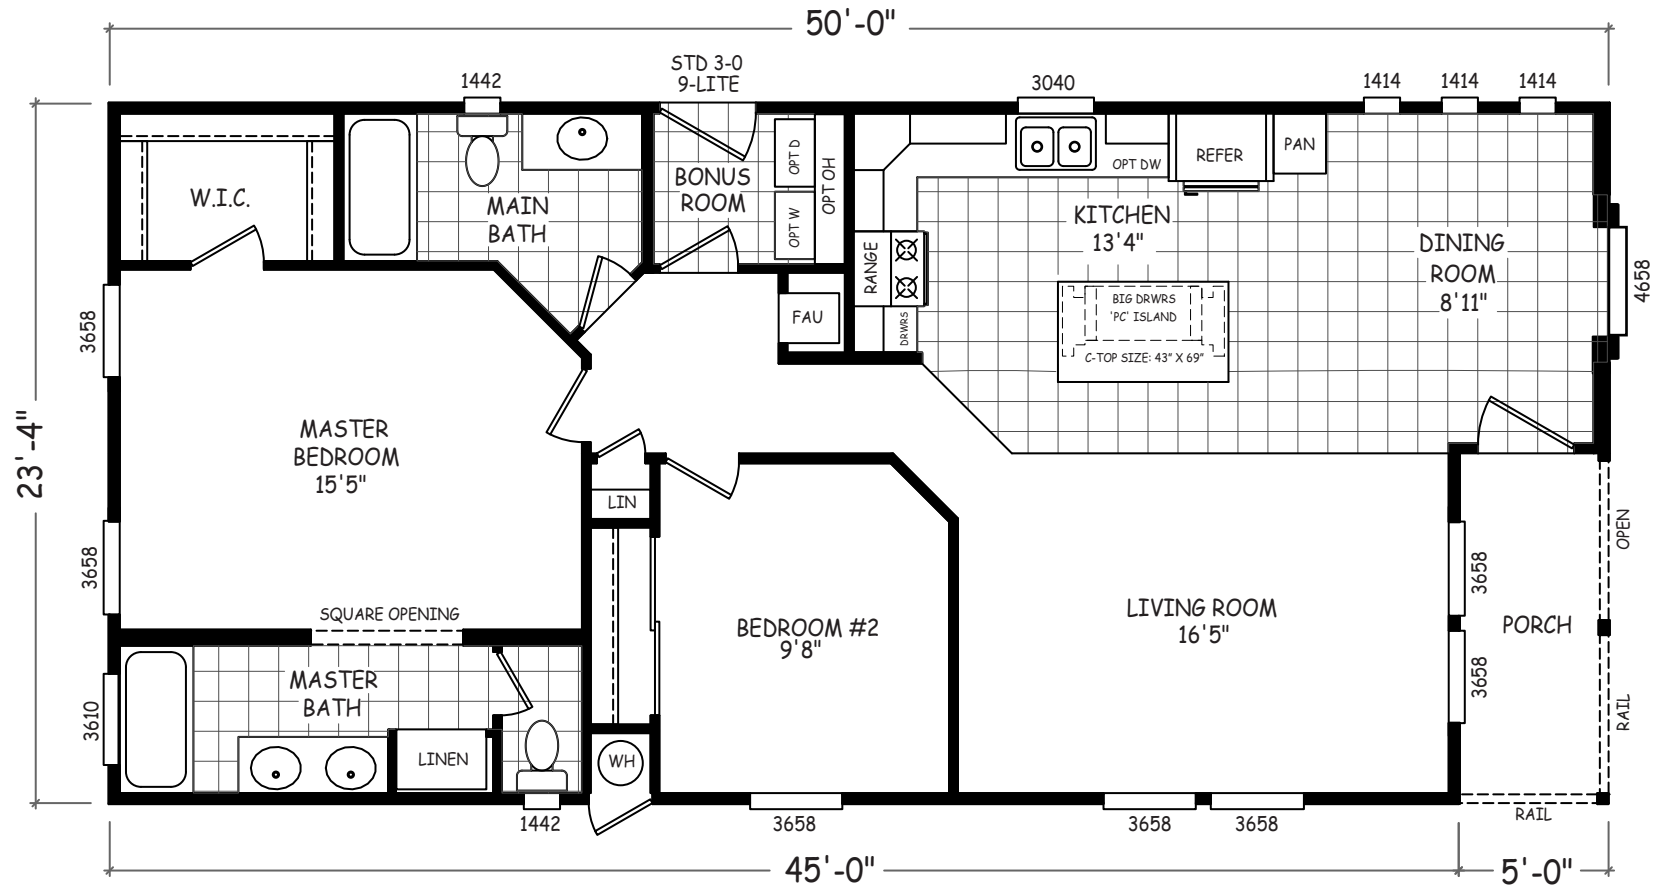 50'-0"
STD 3-0
9-LITE
1442
3040
1414
1414
1414
W.I.C.
MAIN
BATH
BONUS
ROOM
OPT D
OPT W
OPT OH
OPT DW
REFER
PAN
KITCHEN
13'4"
RANGE
DRWRS
BIG DRWRS
'PC' ISLAND
C-TOP SIZE: 43" X 69"
DINING
ROOM
8'11"
4658
FAU
3658
23'-4"
MASTER
BEDROOM
15'5"
3658
LIN
SQUARE OPENING
BEDROOM #2
9'8"
LIVING ROOM
16'5"
3658
3658
PORCH
OPEN
RAIL
MASTER
BATH
3610
LINEN
WH
RAIL
1442
3658
3658
3658
45'-0"
5'-0"